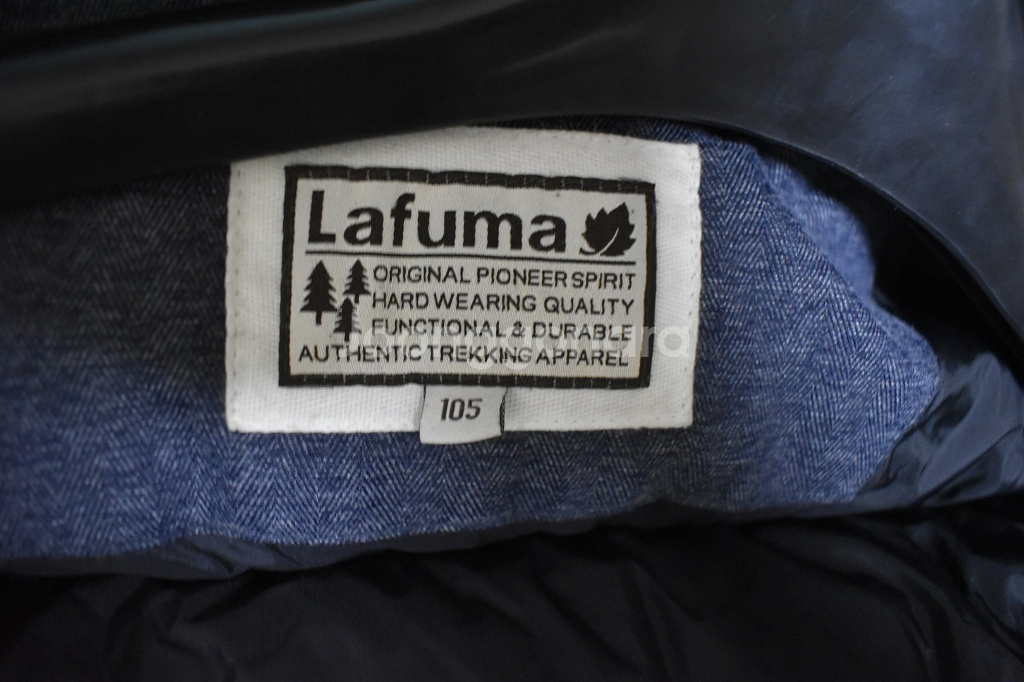 Lafuma
ORIGINAL PIONEER SPIRIT
HARD WEARING QUALITY
FUNCTIONAL & DURABLE
AUTHENTIC TREKKING APPAREL
105